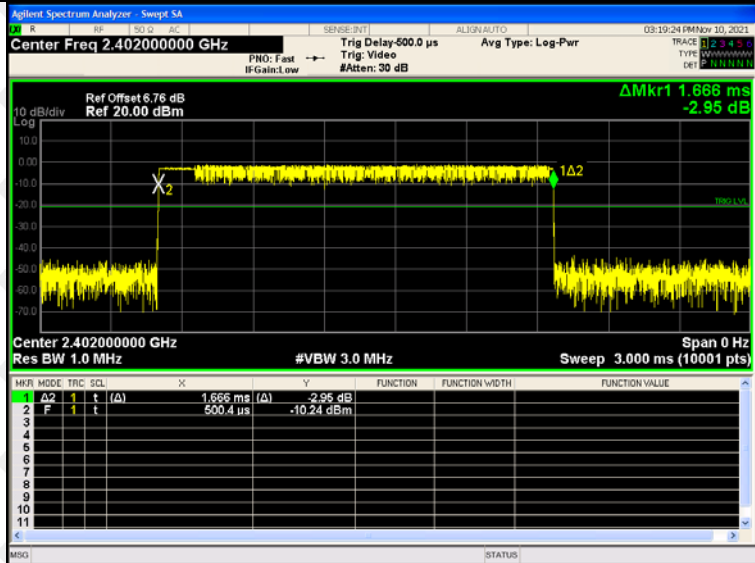 Agilent Spectrum Analyzer - Swept SA
R RF 50 Ω AC SENSE:INT ALIGNAUTO 03:19:24 PM Nov 10, 2021
Center Freq 2.402000000 GHz
PNO: Fast
IFGain:Low
Trig Delay-500.0 µs
Trig: Video
#Atten: 30 dB
Avg Type: Log-Pwr
TRACE 1 2 3 4 5 6
TYPE WWWWWW
DET P N N N N N
ΔMkr1 1.666 ms
-2.95 dB
Ref Offset 6.76 dB
10 dB/div Ref 20.00 dBm
Log
10.0
0.00
-10.0
-20.0
-30.0
-40.0
-50.0
-60.0
-70.0
X2
1Δ2
TRIG LVL
Center 2.402000000 GHz Span 0 Hz
Res BW 1.0 MHz #VBW 3.0 MHz Sweep 3.000 ms (10001 pts)
MKR MODE TRC SCL X Y FUNCTION FUNCTION WIDTH FUNCTION VALUE
1 Δ2 1 t (Δ) 1.666 ms (Δ) -2.95 dB
2 F 1 t 500.4 µs -10.24 dBm
3
4
5
6
7
8
9
10
11
MSG STATUS